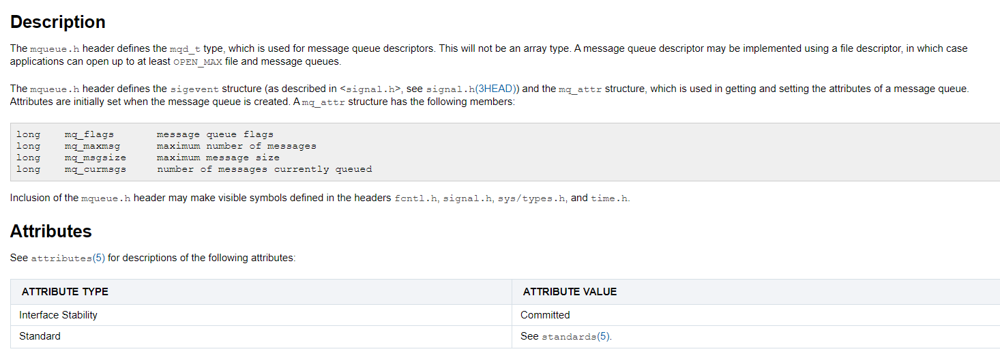 Description
The mqueue.h header defines the mqd_t type, which is used for message queue descriptors. This will not be an array type. A message queue descriptor may be implemented using a file descriptor, in which case
applications can open up to at least OPEN_MAX file and message queues.
The mqueue.h header defines the sigevent structure (as described in <signal.h>, see signal.h(3HEAD)) and the mq_attr structure, which is used in getting and setting the attributes of a message queue.
Attributes are initially set when the message queue is created. A mq_attr structure has the following members:
long mq_flags message queue flags
long mq_maxmsg maximum number of messages
long mq_msgsize maximum message size
long mq_curmsgs number of messages currently queued
Inclusion of the mqueue.h header may make visible symbols defined in the headers fcntl.h, signal.h, sys/types.h, and time.h.
Attributes
See attributes(5) for descriptions of the following attributes:
ATTRIBUTE TYPE ATTRIBUTE VALUE
Interface Stability Committed
Standard See standards(5).